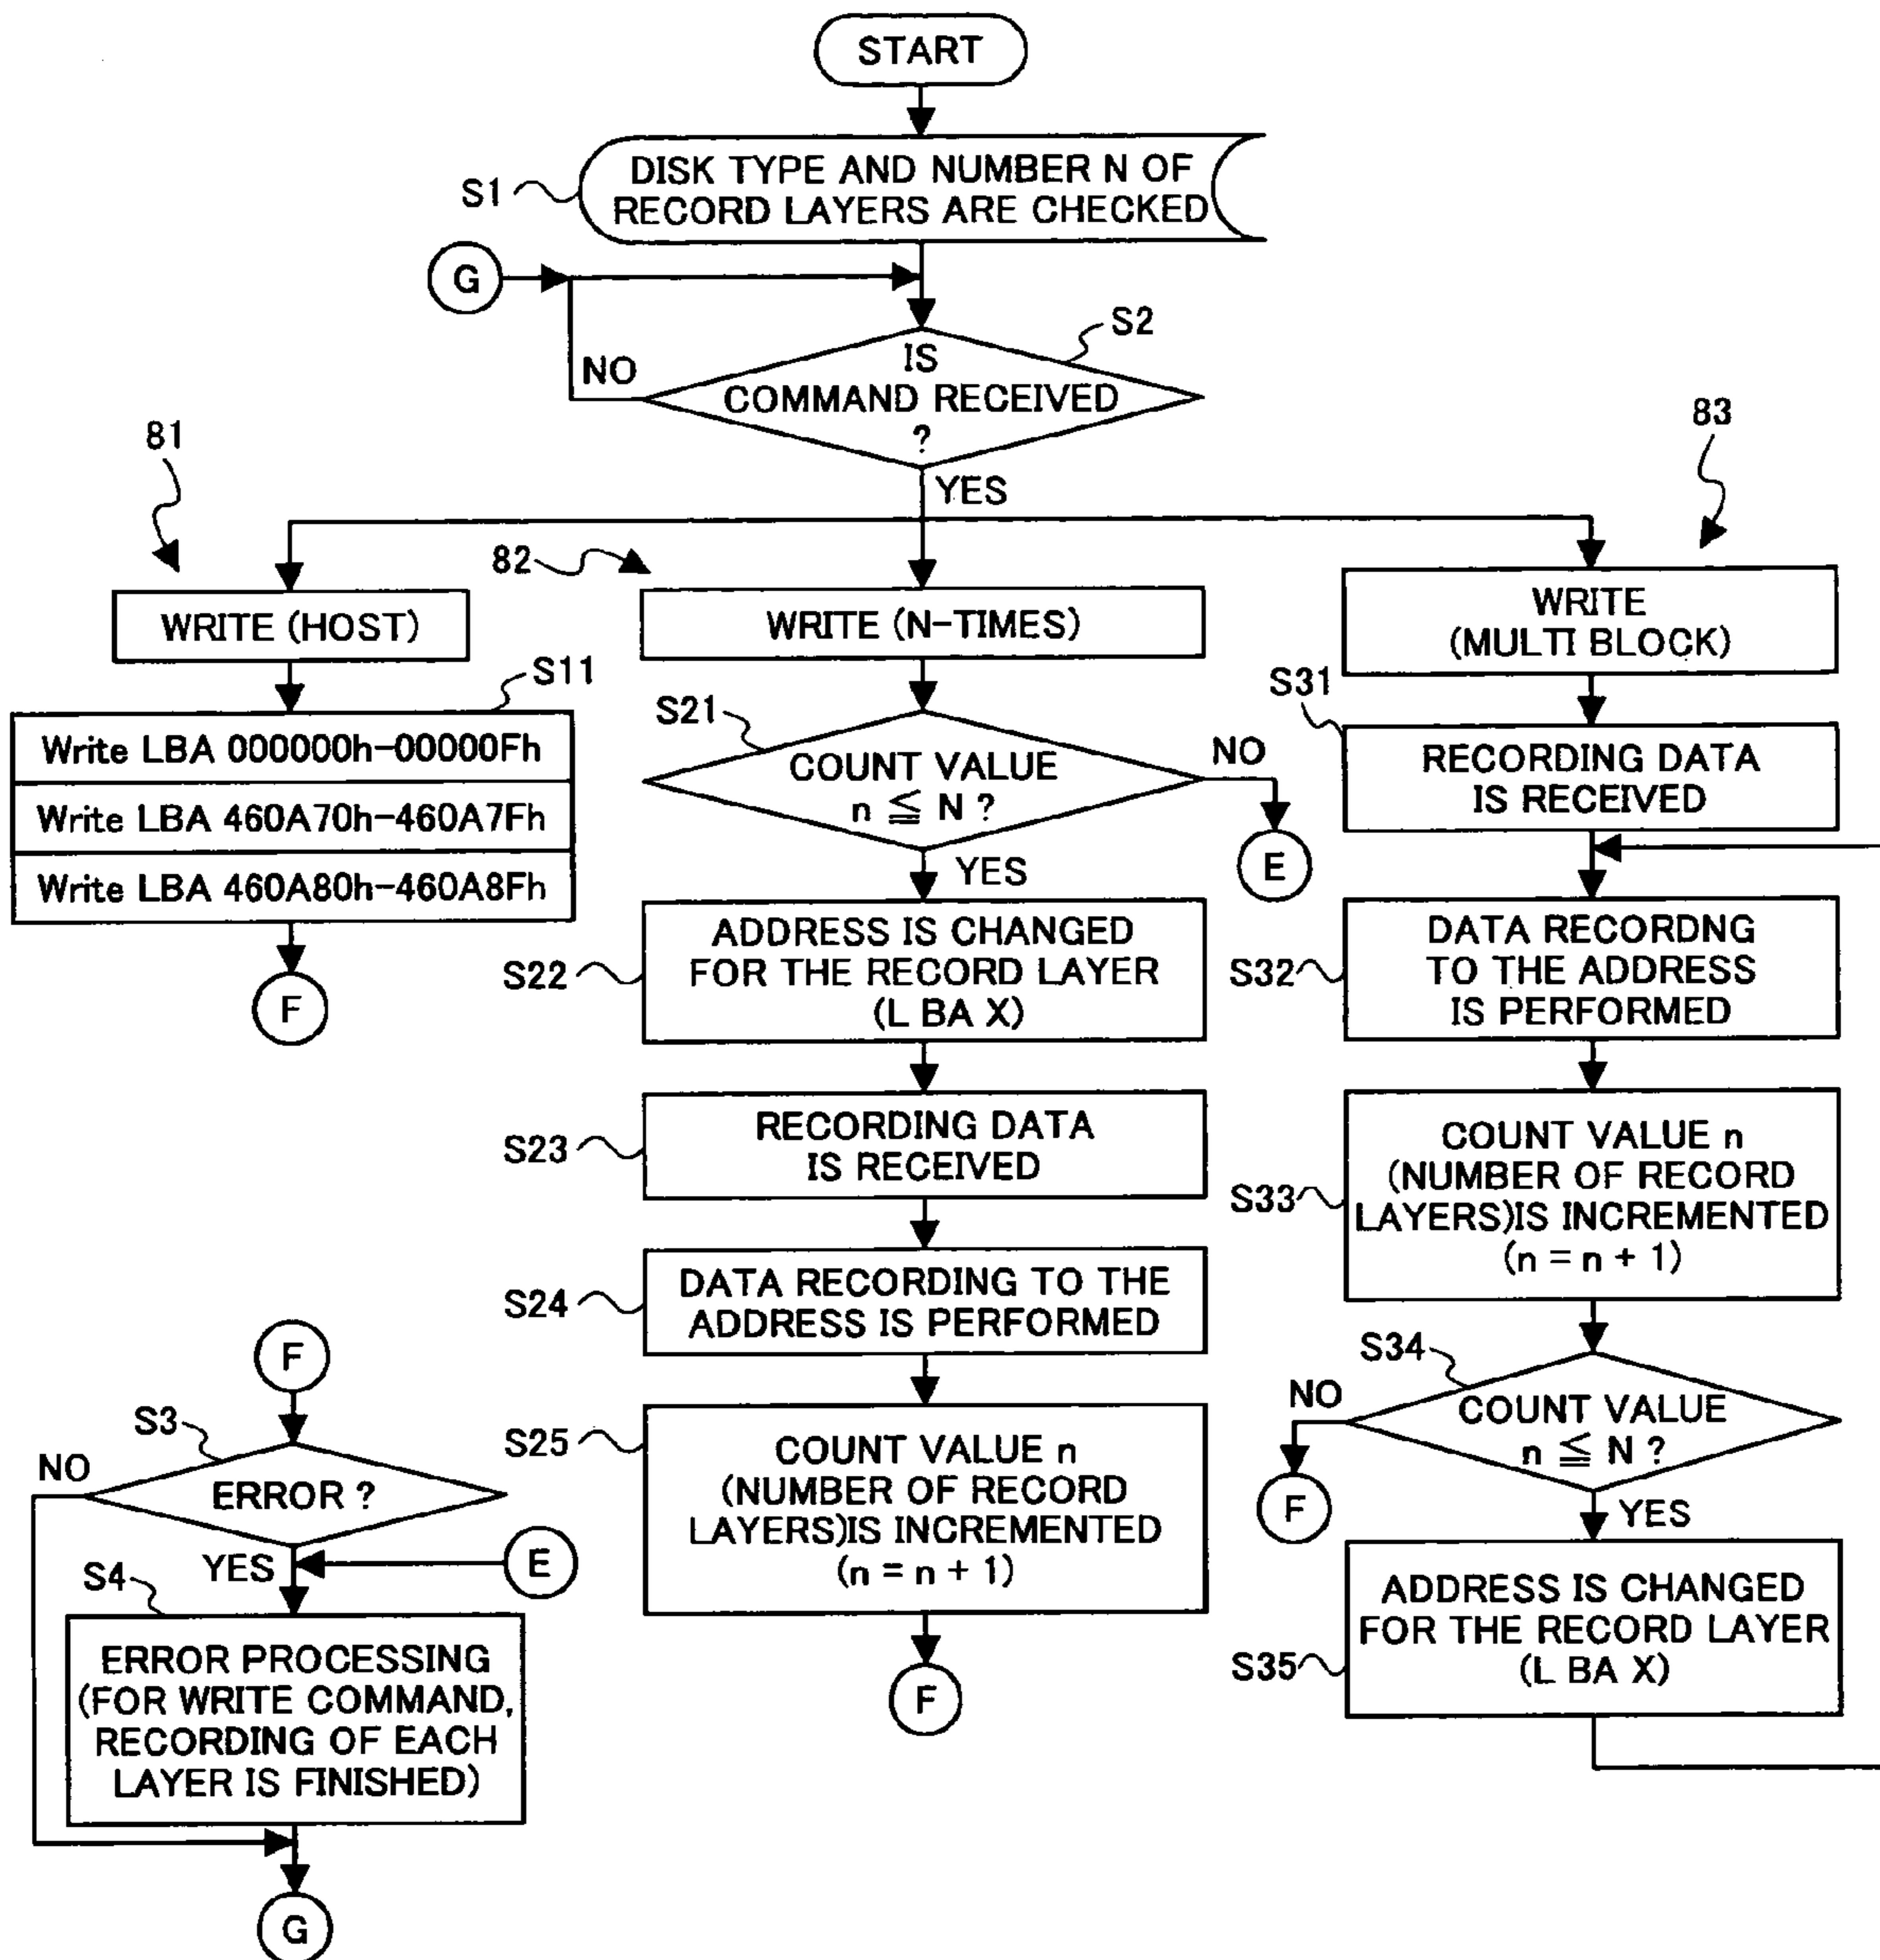 START
S1
DISK TYPE AND NUMBER N OF
RECORD LAYERS ARE CHECKED
G
S2
NO
IS
COMMAND RECEIVED
?
YES
81
82
83
WRITE (HOST)
S11
Write LBA 000000h-00000Fh
Write LBA 460A70h-460A7Fh
Write LBA 460A80h-460A8Fh
F
WRITE (N-TIMES)
S21
COUNT VALUE
n ≦ N ?
NO
E
YES
S22
ADDRESS IS CHANGED
FOR THE RECORD LAYER
(L BA X)
S23
RECORDING DATA
IS RECEIVED
S24
DATA RECORDING TO THE
ADDRESS IS PERFORMED
S25
COUNT VALUE n
(NUMBER OF RECORD
LAYERS)IS INCREMENTED
(n = n + 1)
F
WRITE
(MULTI BLOCK)
S31
RECORDING DATA
IS RECEIVED
S32
DATA RECORDNG
TO THE ADDRESS
IS PERFORMED
S33
COUNT VALUE n
(NUMBER OF RECORD
LAYERS)IS INCREMENTED
(n = n + 1)
S34
NO
COUNT VALUE
n ≦ N ?
F
YES
S35
ADDRESS IS CHANGED
FOR THE RECORD LAYER
(L BA X)
F
S3
NO
ERROR ?
YES
E
S4
ERROR PROCESSING
(FOR WRITE COMMAND,
RECORDING OF EACH
LAYER IS FINISHED)
G